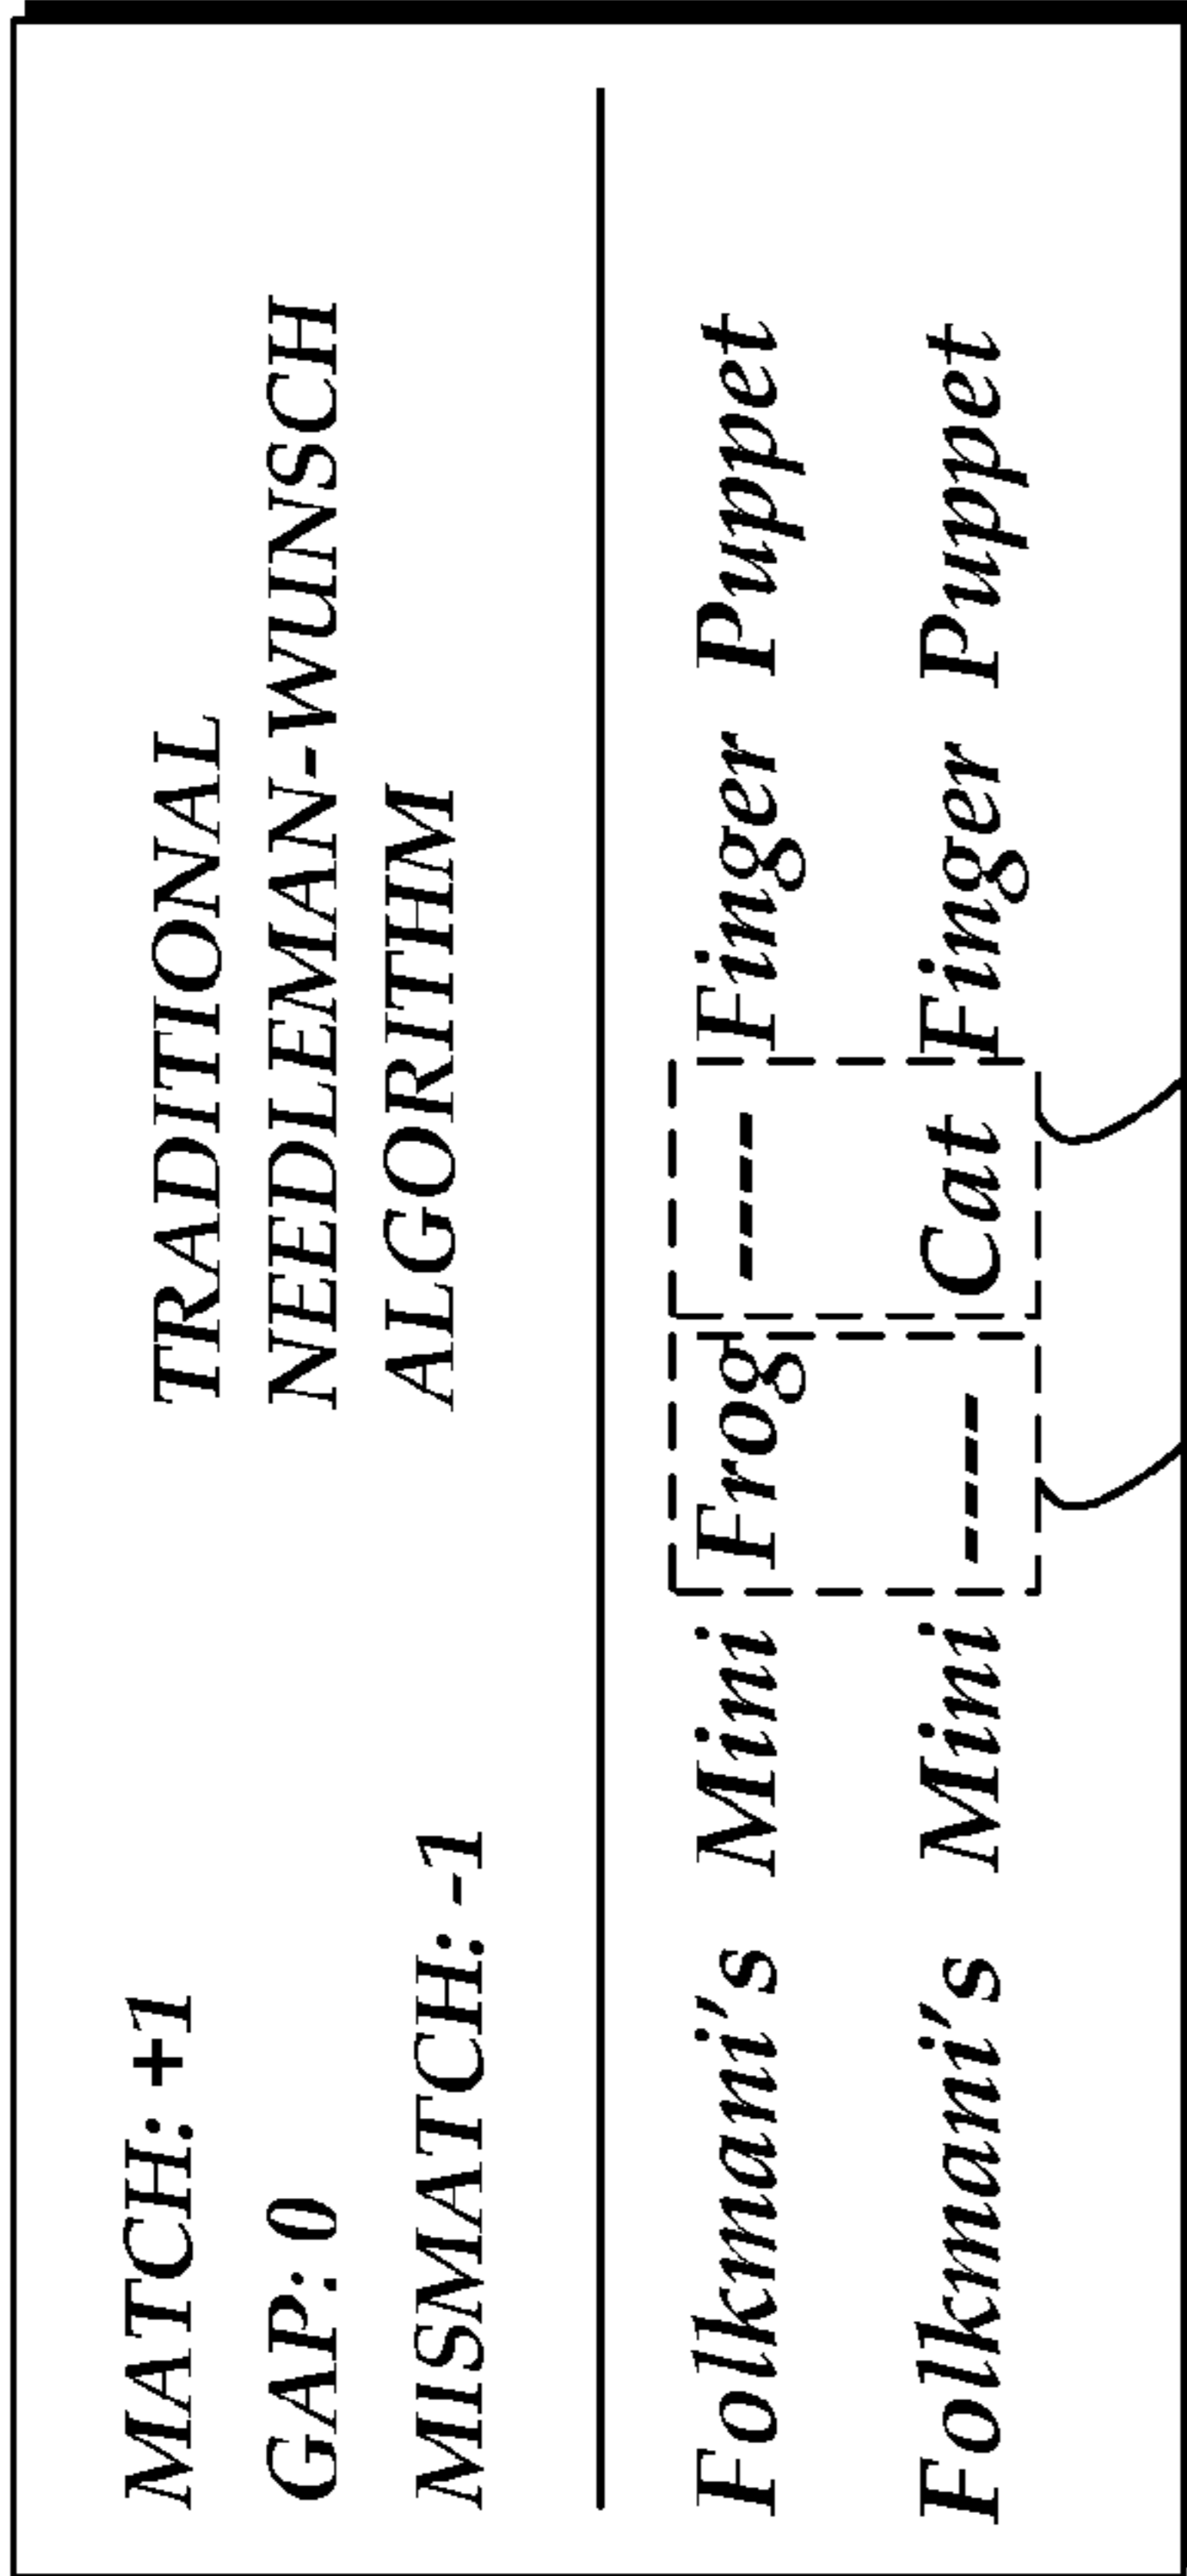 MATCH: +1
GAP: 0
MISMATCH: -1
TRADITIONAL
NEEDLEMAN-WUNSCH
ALGORITHM
Folkmani's Mini Frog ---- Finger Puppet
Folkmani's Mini ---- Cat Finger Puppet